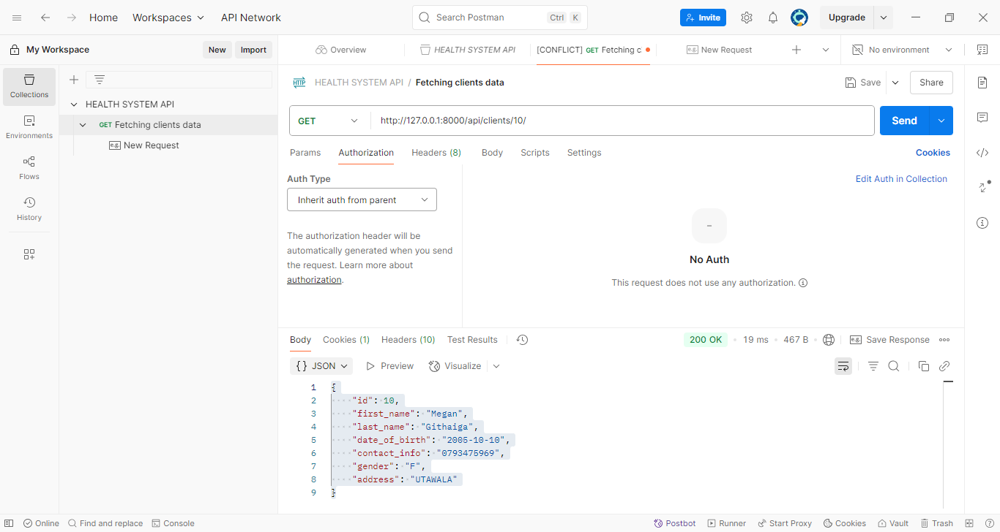 Home Workspaces API Network Search Postman Ctrl K Invite Upgrade
My Workspace New Import Overview HEALTH SYSTEM API [CONFLICT] GET Fetching c New Request No environment
Collections
Environments
Flows
History
HEALTH SYSTEM API
GET Fetching clients data
e.g. New Request
HTTP HEALTH SYSTEM API / Fetching clients data Save Share
GET http://127.0.0.1:8000/api/clients/10/ Send
Params Authorization Headers (8) Body Scripts Settings Cookies
Auth Type Edit Auth in Collection
Inherit auth from parent
The authorization header will be
automatically generated when you send
the request. Learn more about
authorization.
No Auth
This request does not use any authorization.
Body Cookies (1) Headers (10) Test Results 200 OK 19 ms 467 B e.g. Save Response
{} JSON Preview Visualize
1 {
2 "id": 10,
3 "first_name": "Megan",
4 "last_name": "Githaiga",
5 "date_of_birth": "2005-10-10",
6 "contact_info": "0793475969",
7 "gender": "F",
8 "address": "UTAWALA"
9 }
Online Find and replace Console Postbot Runner Start Proxy Cookies Vault Trash